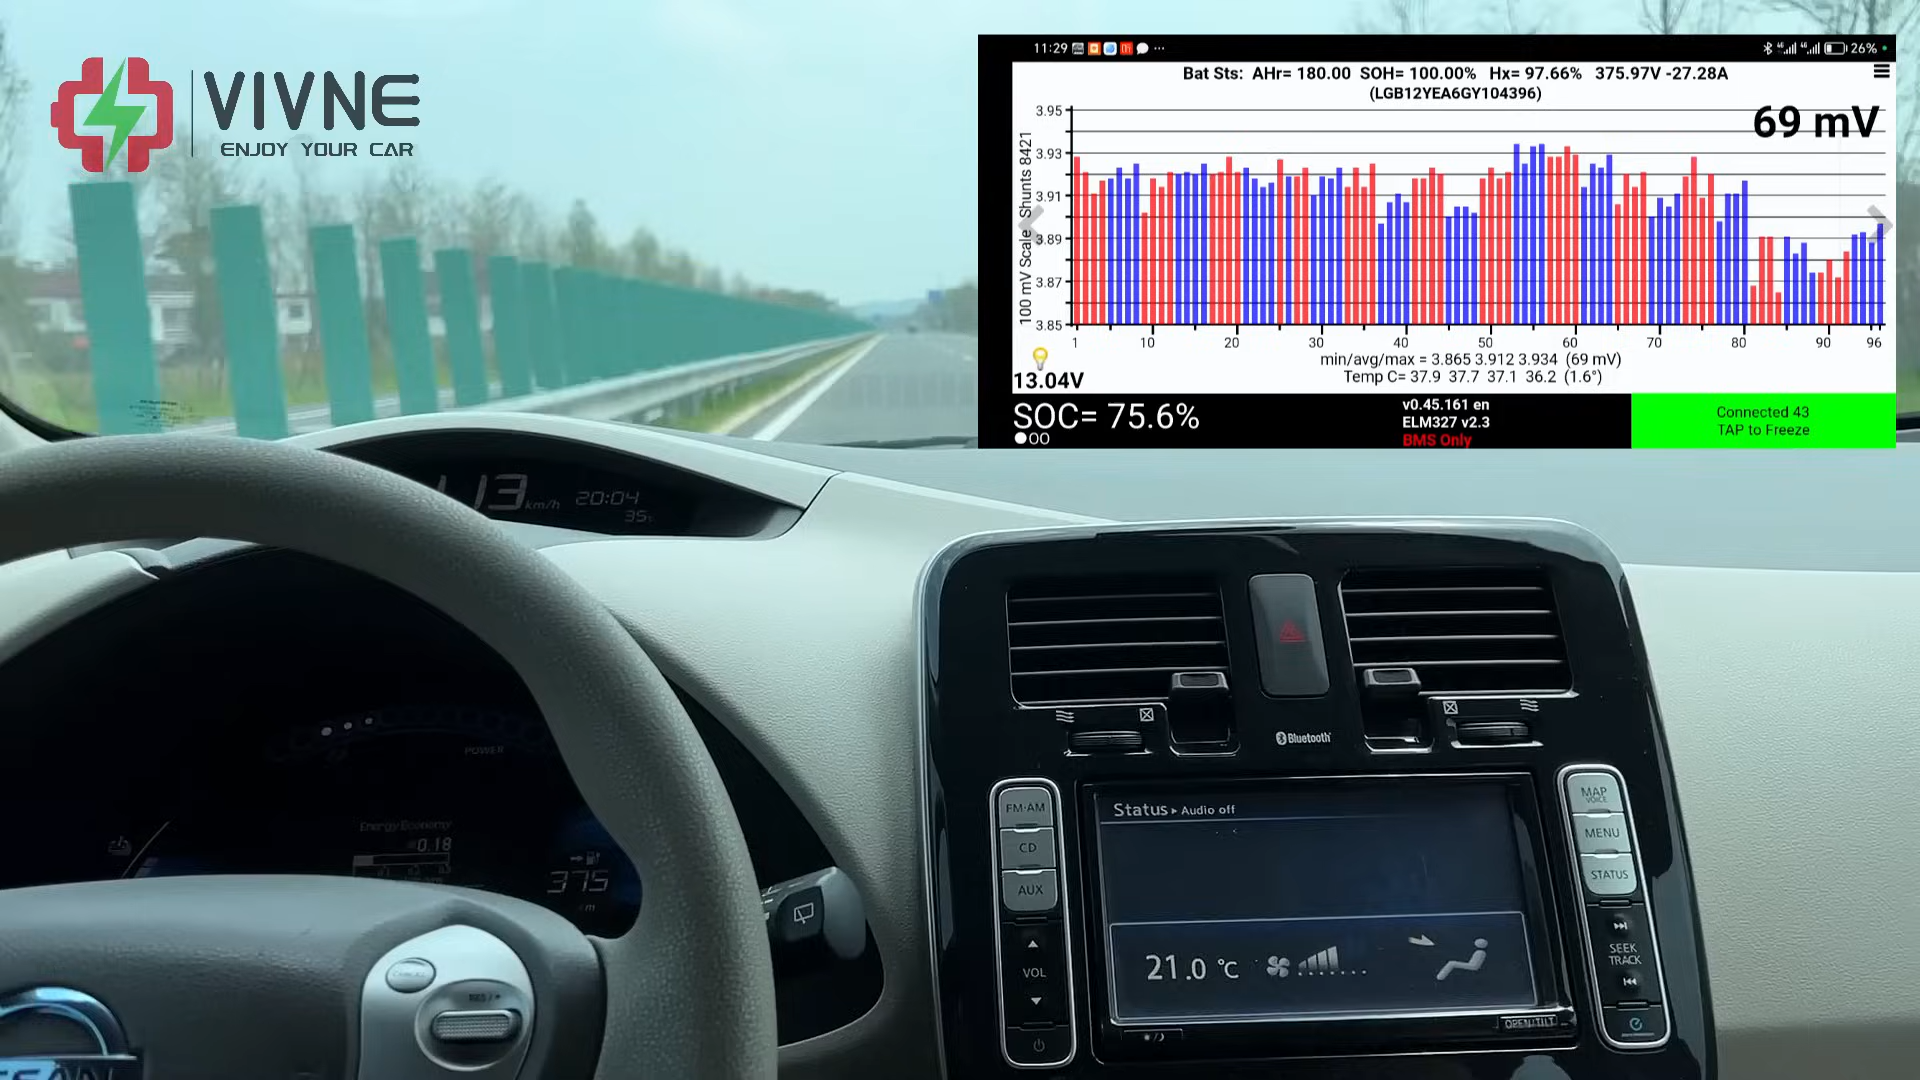 VIVNE
ENJOY YOUR CAR
11:29
26%
Bat Sts: AHr= 180.00 SOH= 100.00% Hx= 97.66% 375.97V -27.28A
(LGB12YEA6GY104396)
69 mV
100 mV Scale Shunts 8421
3.95
3.93
3.91
3.89
3.87
3.85
1 10 20 30 40 50 60 70 80 90 96
min/avg/max = 3.865 3.912 3.934 (69 mV)
Temp C= 37.9 37.7 37.1 36.2 (1.6°)
13.04V
SOC= 75.6%
v0.45.161 en
ELM327 v2.3
BMS Only
Connected 43
TAP to Freeze
113 km/h 20:04
35
POWER
Energy Economy
0.18
375
km
CANCEL
RES/+
Bluetooth
FM·AM
CD
AUX
VOL
Status ▸ Audio off
21.0 °C
OPEN/TILT
MAP
VOICE
MENU
STATUS
SEEK
TRACK